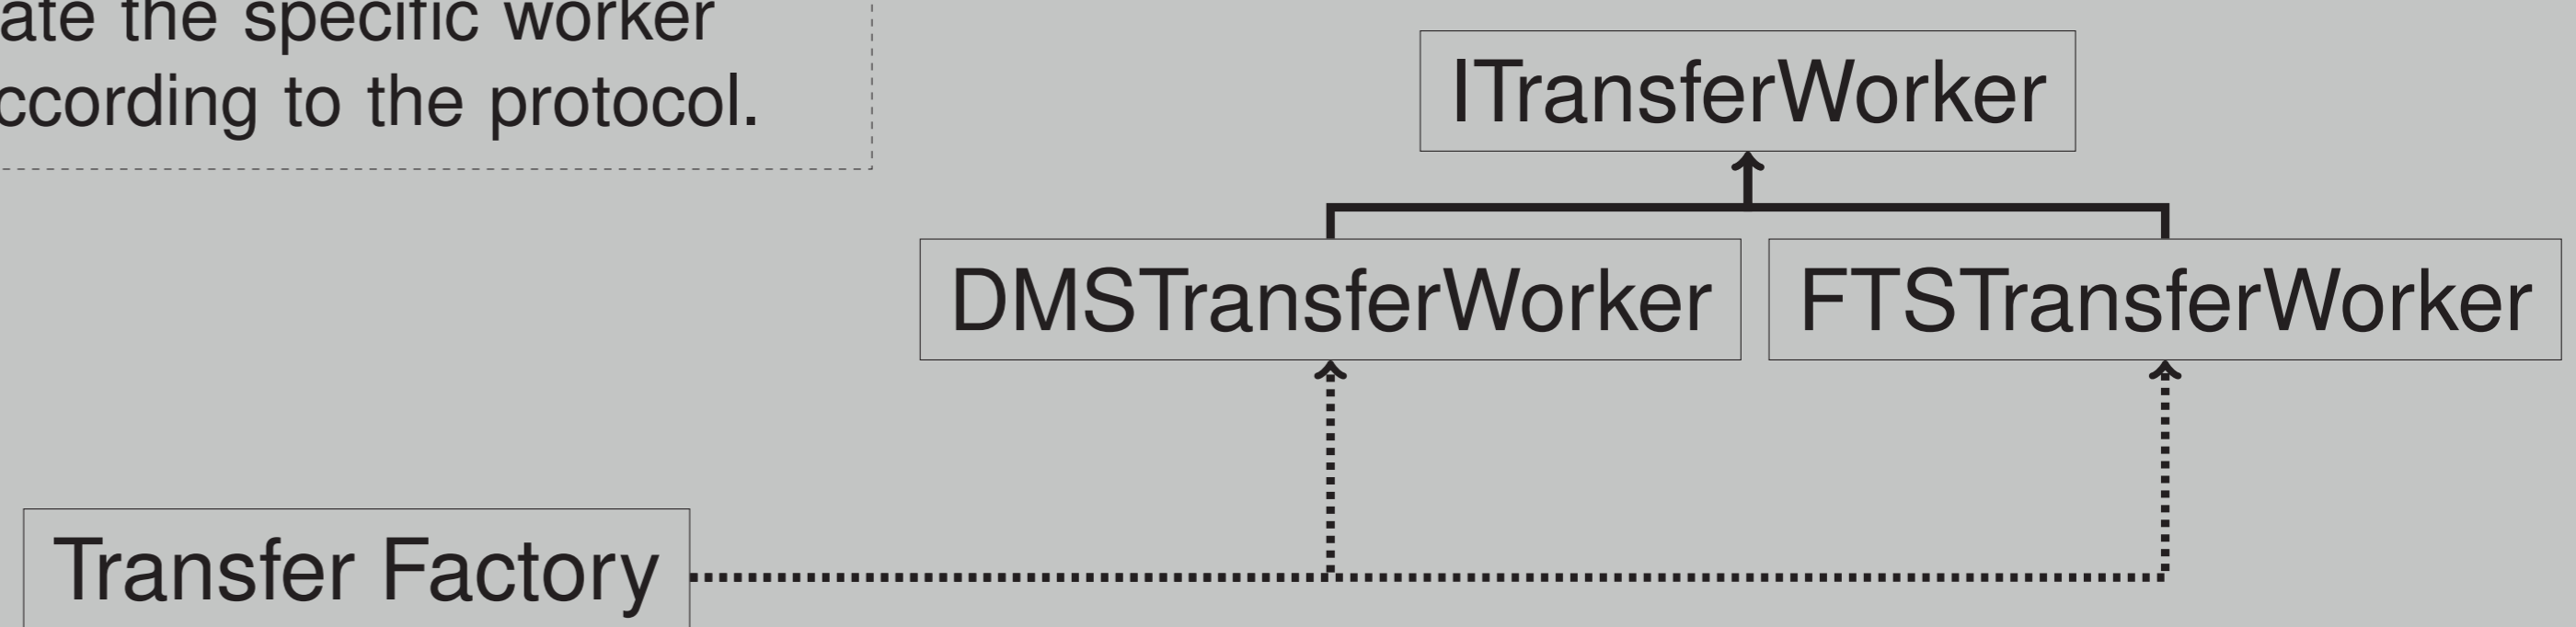 ate the specific worker
ccording to the protocol.
ITransferWorker
DMSTransferWorker FTSTransferWorker
Transfer Factory